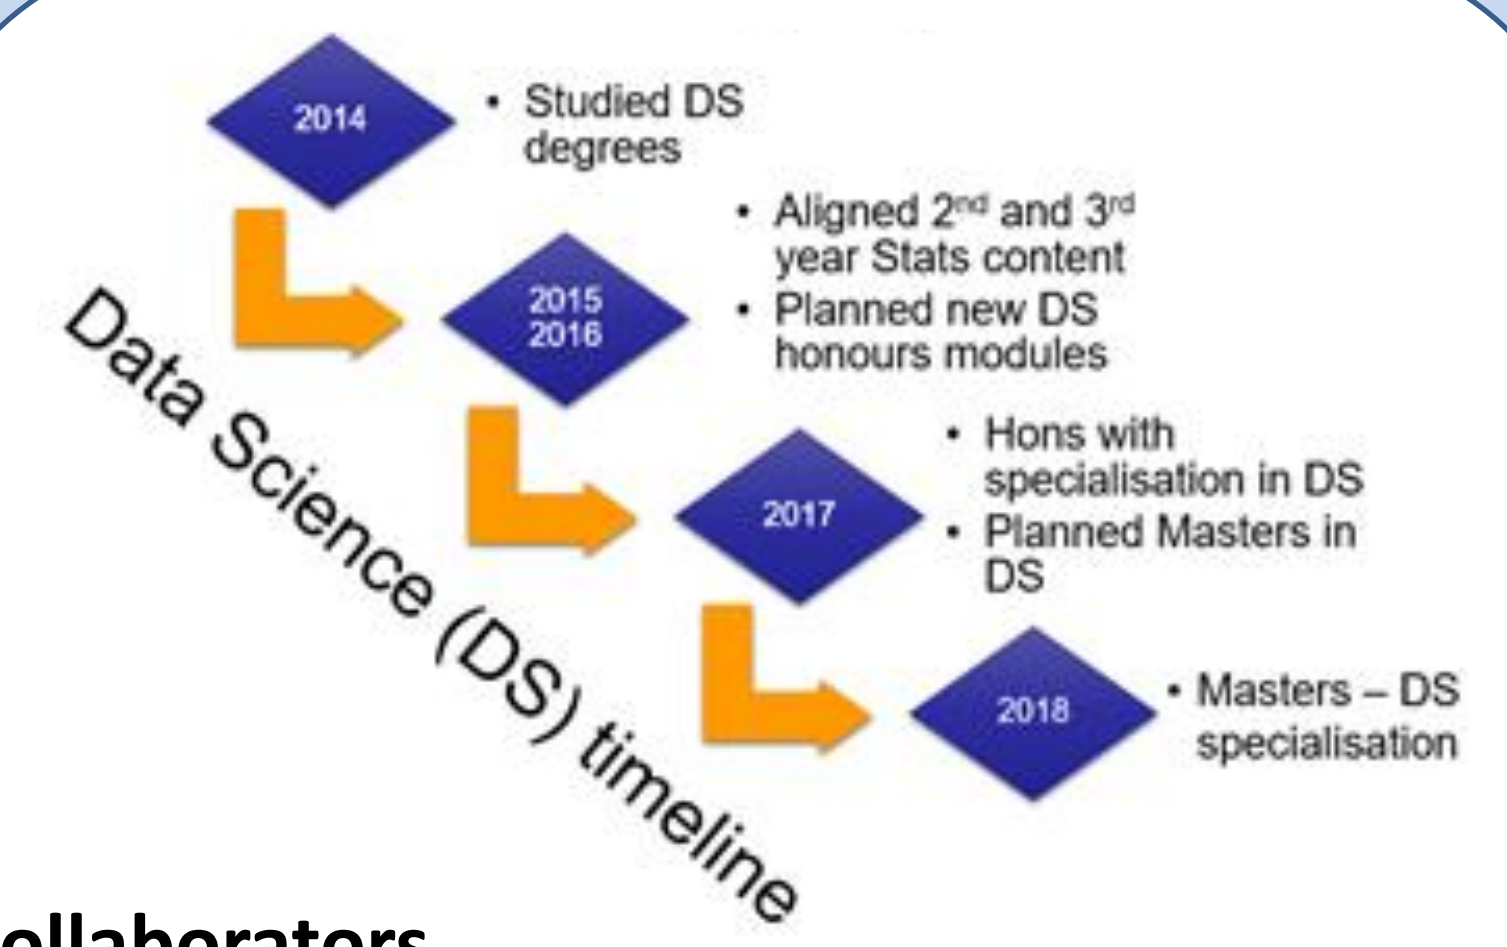 2014
• Studied DS
degrees
2015
2016
• Aligned 2nd and 3rd
year Stats content
• Planned new DS
honours modules
2017
• Hons with
specialisation in DS
• Planned Masters in
DS
2018
• Masters – DS
specialisation
Data Science (DS) timeline
ollaborators